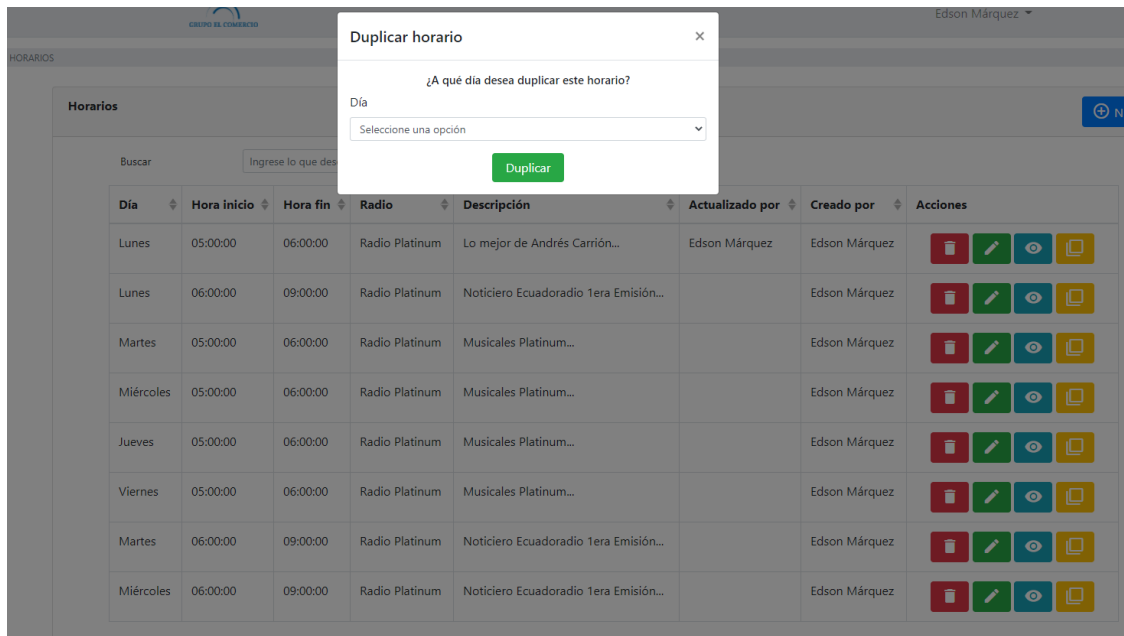 GRUPO EL COMERCIO
Edson Márquez
HORARIOS
Duplicar horario ×
¿A qué día desea duplicar este horario?
Día
Seleccione una opción
Duplicar
Horarios
Buscar Ingrese lo que
Día Hora inicio Hora fin Radio Descripción Actualizado por Creado por Acciones
Lunes 05:00:00 06:00:00 Radio Platinum Lo mejor de Andrés Carrión... Edson Márquez Edson Márquez
Lunes 06:00:00 09:00:00 Radio Platinum Noticiero Ecuadoradio 1era Emisión... Edson Márquez
Martes 05:00:00 06:00:00 Radio Platinum Musicales Platinum... Edson Márquez
Miércoles 05:00:00 06:00:00 Radio Platinum Musicales Platinum... Edson Márquez
Jueves 05:00:00 06:00:00 Radio Platinum Musicales Platinum... Edson Márquez
Viernes 05:00:00 06:00:00 Radio Platinum Musicales Platinum... Edson Márquez
Martes 06:00:00 09:00:00 Radio Platinum Noticiero Ecuadoradio 1era Emisión... Edson Márquez
Miércoles 06:00:00 09:00:00 Radio Platinum Noticiero Ecuadoradio 1era Emisión... Edson Márquez